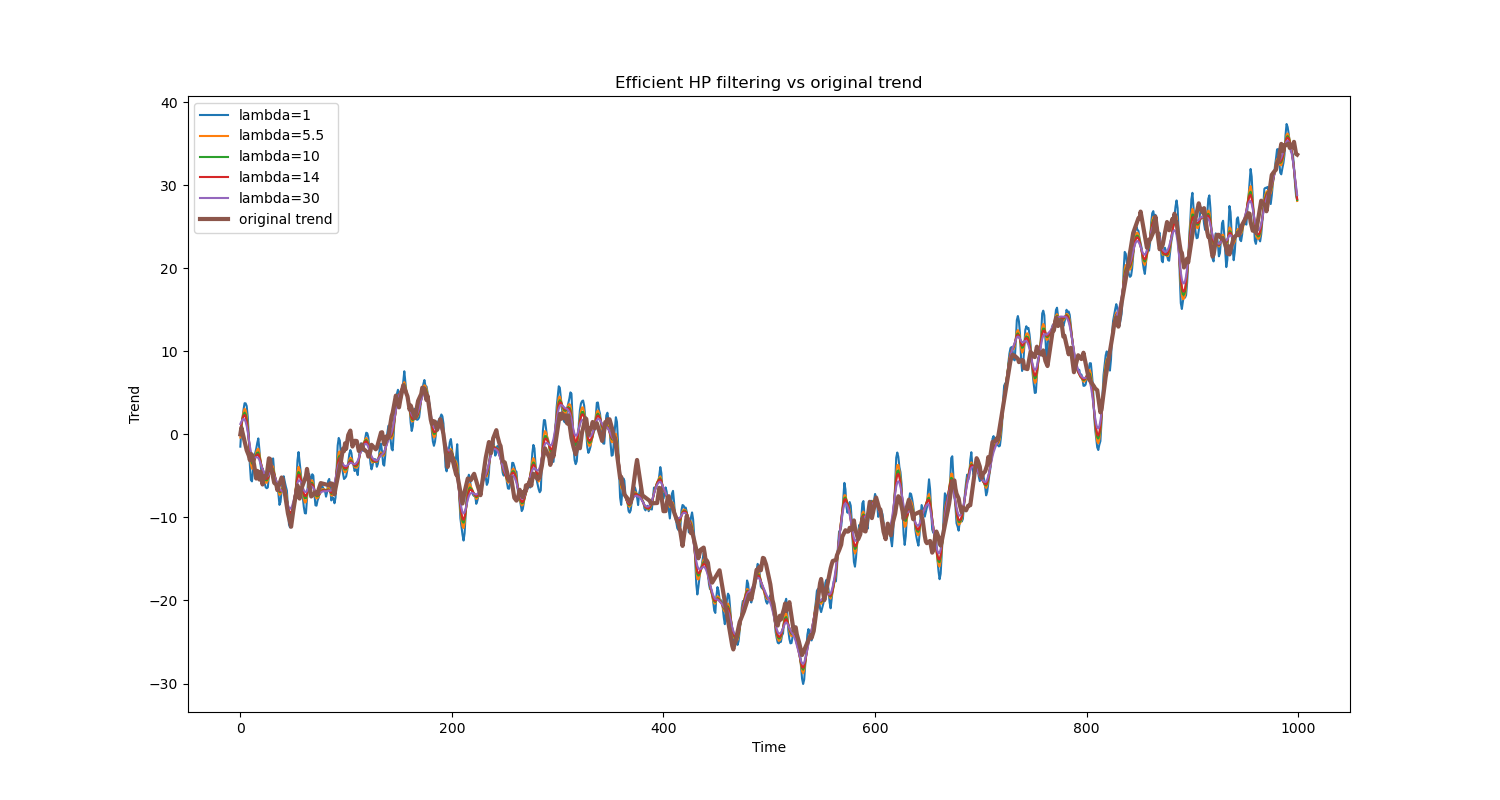 Efficient HP filtering vs original trend
lambda=1
lambda=5.5
lambda=10
lambda=14
lambda=30
original trend
40
30
20
10
0
−10
−20
−30
Trend
0 200 400 600 800 1000
Time